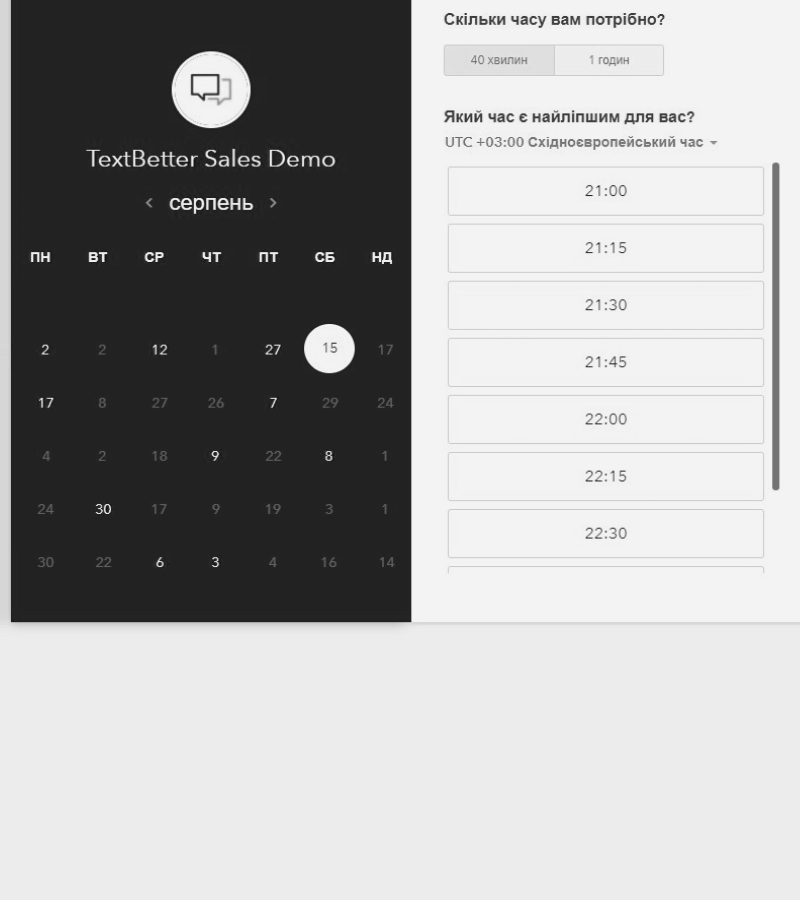 TextBetter Sales Demo
серпень
ПН ВТ СР ЧТ ПТ СБ НД
2 2 12 1 27 15 17
17 8 27 26 7 29 24
4 2 18 9 22 8 1
24 30 17 9 19 3 1
30 22 6 3 4 16 14
Скільки часу вам потрібно?
40 хвилин 1 годин
Який час є найліпшим для вас?
UTC +03:00 Східноєвропейський час
21:00
21:15
21:30
21:45
22:00
22:15
22:30